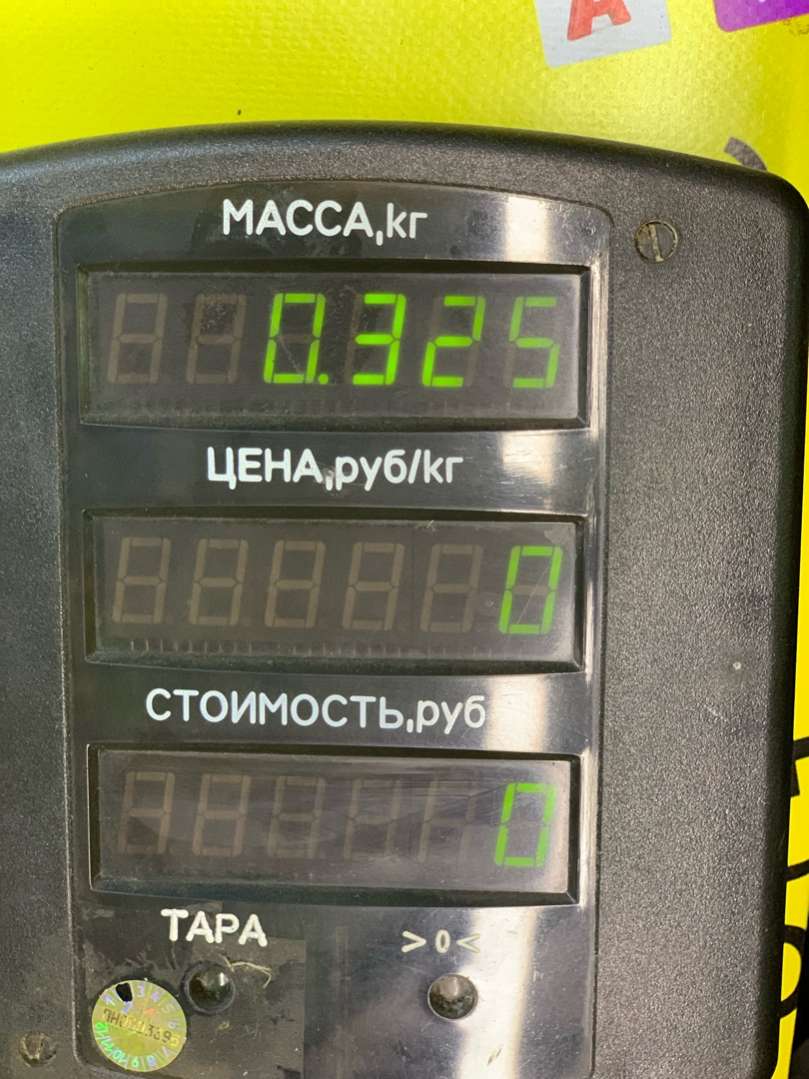 А
МАССА,кг
0.325
ЦЕНА,руб/кг
0
СТОИМОСТЬ,руб
0
ТАРА
>0<